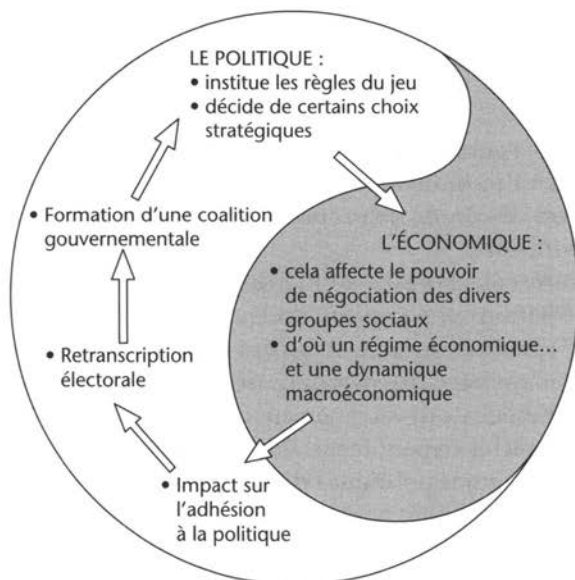 LE POLITIQUE :
• institue les règles du jeu
• décide de certains choix
stratégiques
L'ÉCONOMIQUE :
• cela affecte le pouvoir
de négociation des divers
groupes sociaux
• d'où un régime économique...
et une dynamique
macroéconomique
• Impact sur
l'adhésion
à la politique
• Retranscription
électorale
• Formation d'une coalition
gouvernementale